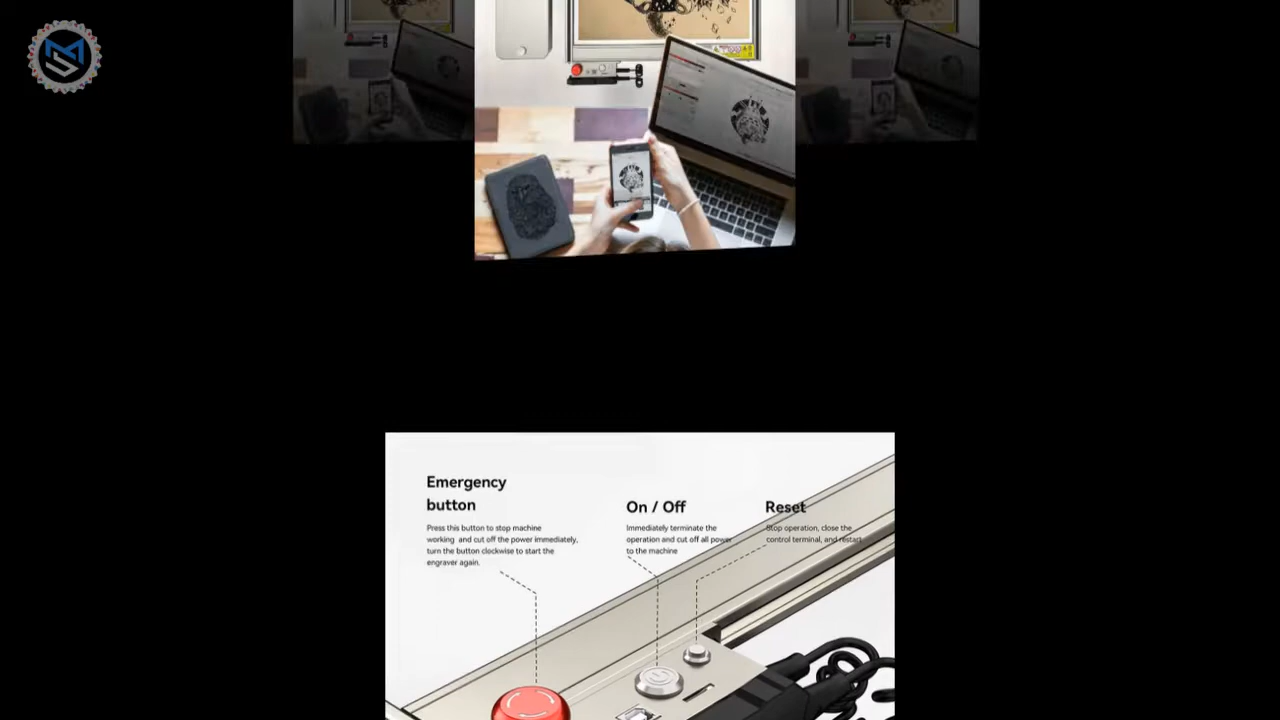 Emergency
button
Press this button to stop machine
working and cut off the power immediately,
turn the button clockwise to start the
engraver again.
On / Off
Immediately terminate the
operation and cut off all power
to the machine
Reset
Stop operation, close the
control terminal, and restart